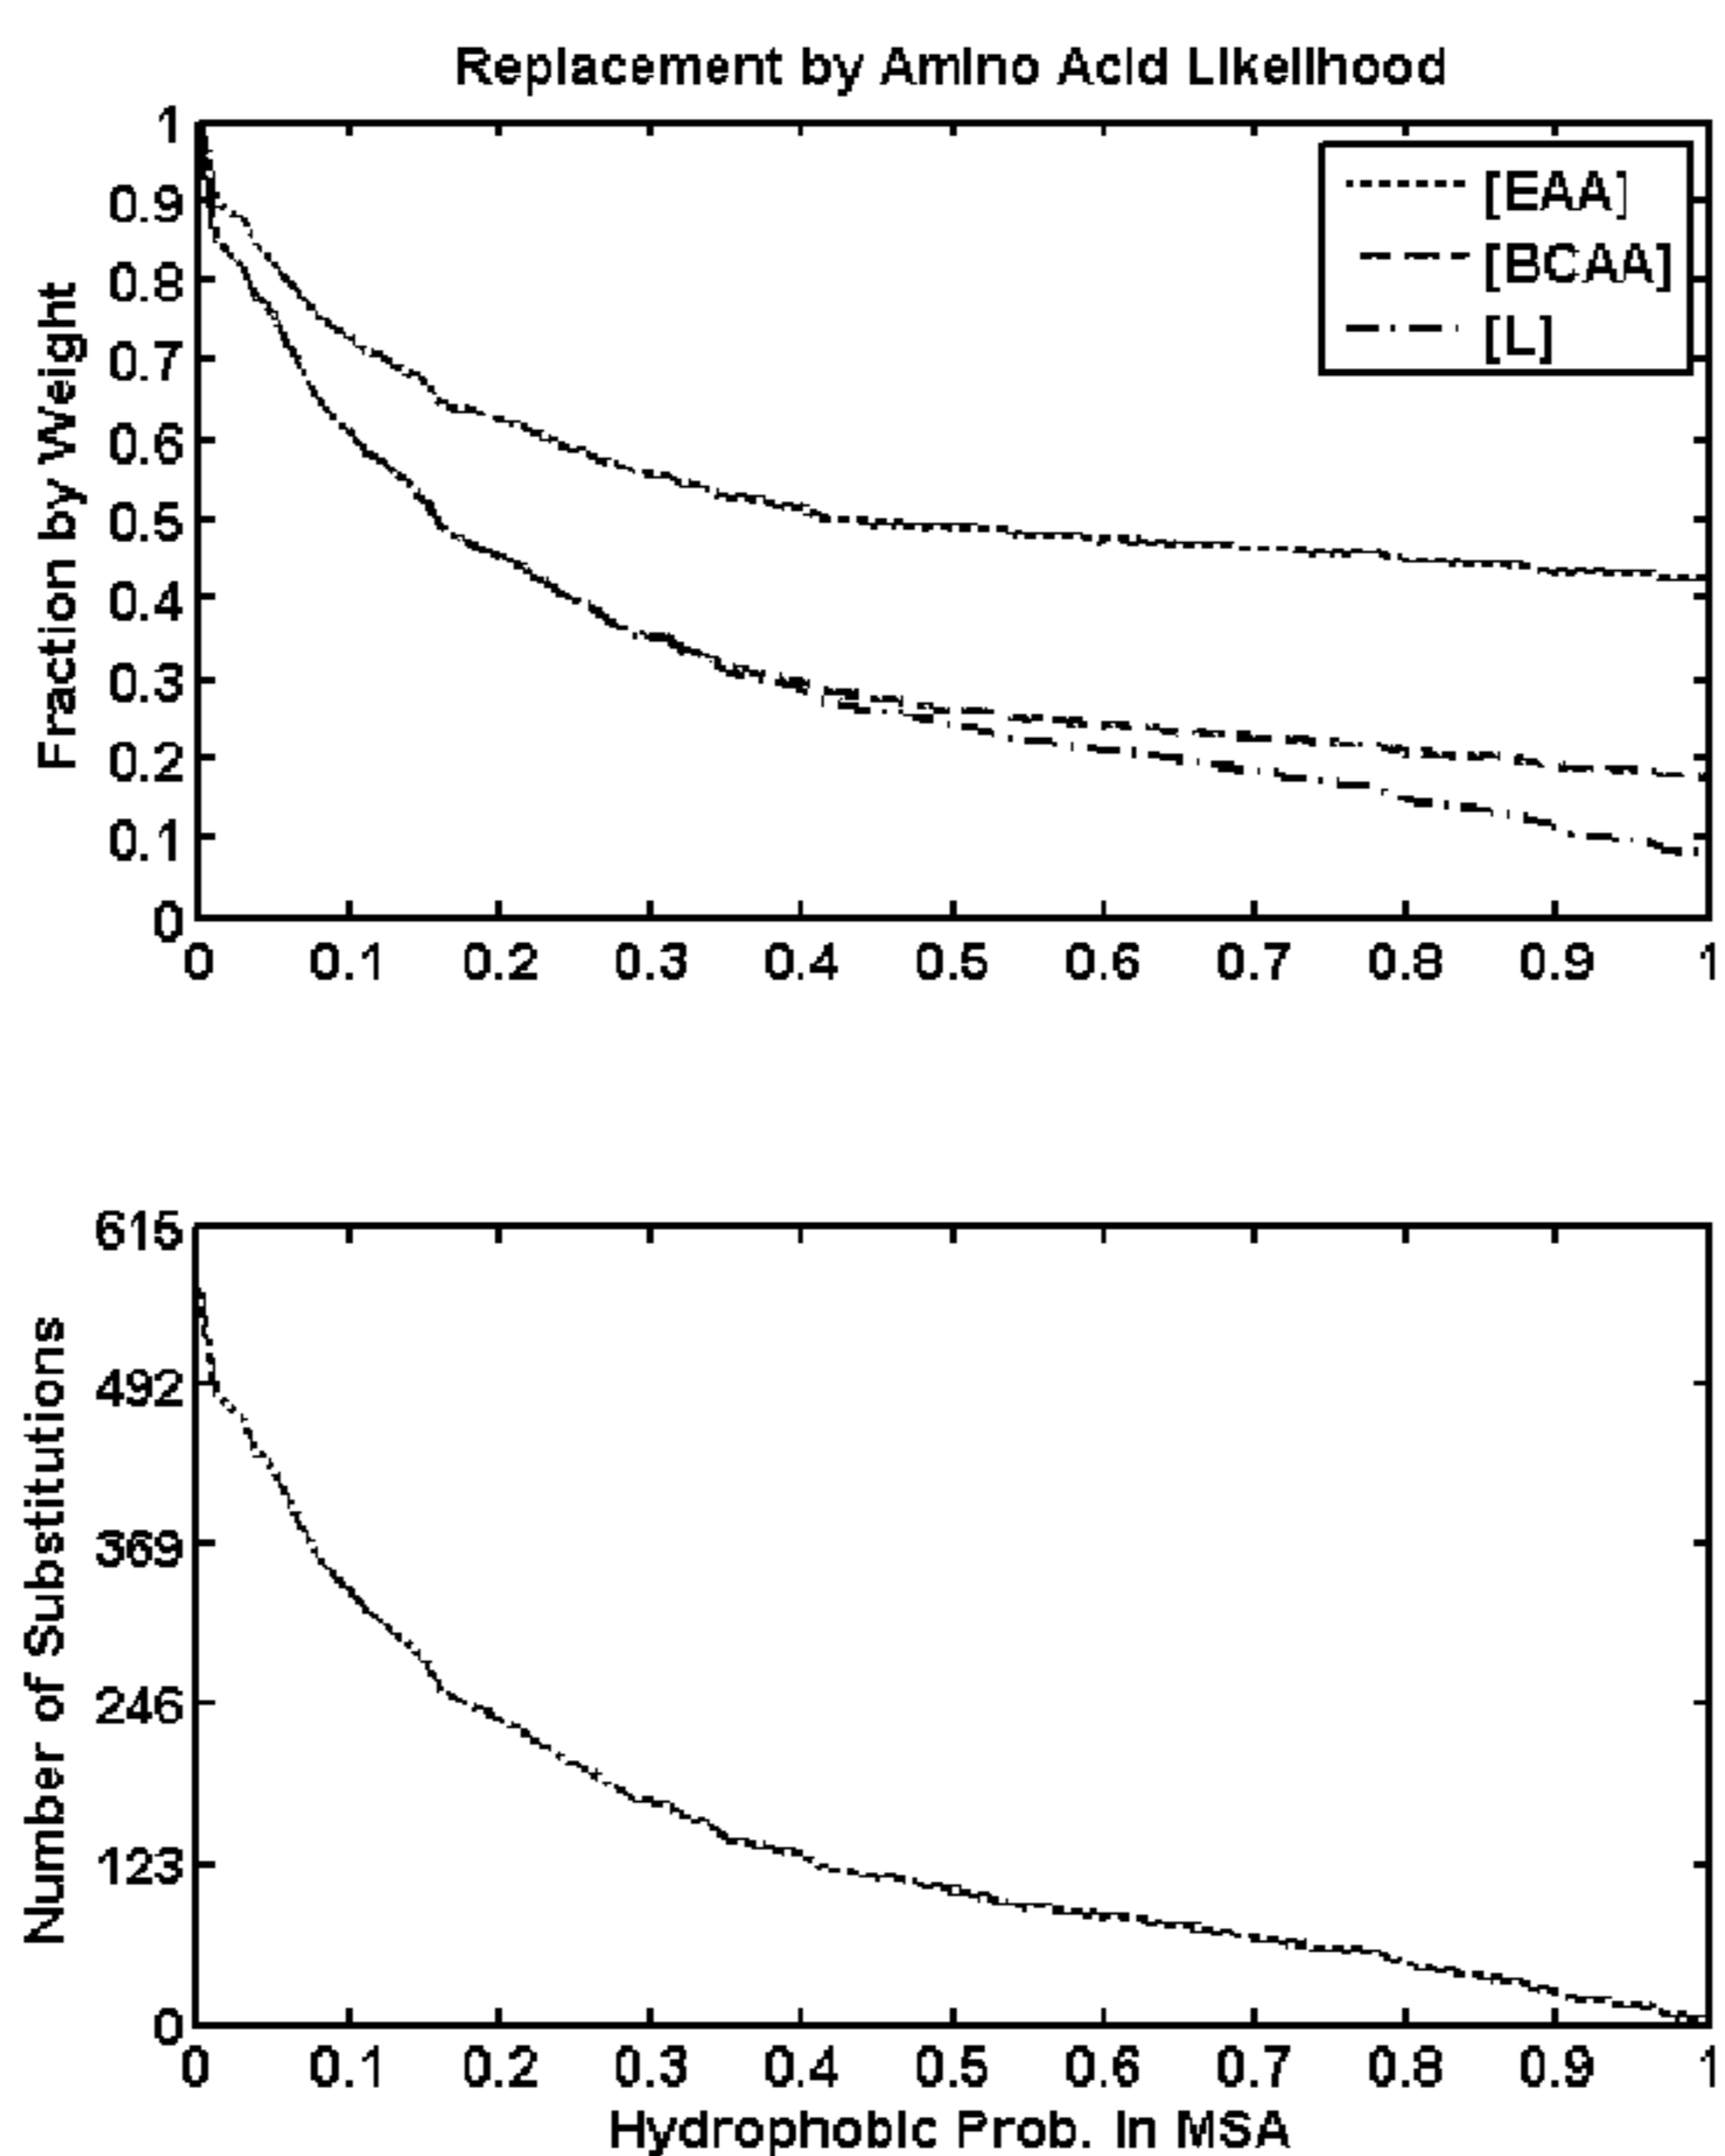 Replacement by Amino Acid Likelihood
1
0.9
0.8
0.7
0.6
0.5
0.4
0.3
0.2
0.1
0
Fraction by Weight
[EAA]
[BCAA]
[L]
0 0.1 0.2 0.3 0.4 0.5 0.6 0.7 0.8 0.9 1
615
492
369
246
123
0
Number of Substitutions
0 0.1 0.2 0.3 0.4 0.5 0.6 0.7 0.8 0.9 1
Hydrophobic Prob. In MSA